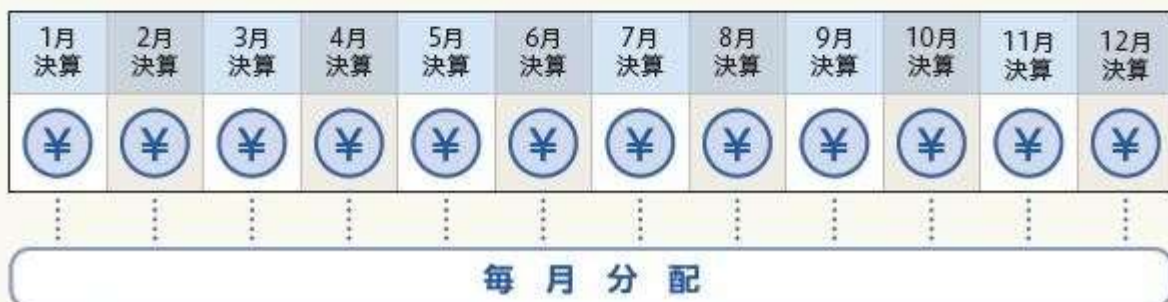 1月 2月 3月 4月 5月 6月 7月 8月 9月 10月 11月 12月
決算 決算 決算 決算 決算 決算 決算 決算 決算 決算 決算 決算
¥ ¥ ¥ ¥ ¥ ¥ ¥ ¥ ¥ ¥ ¥ ¥
毎月分配